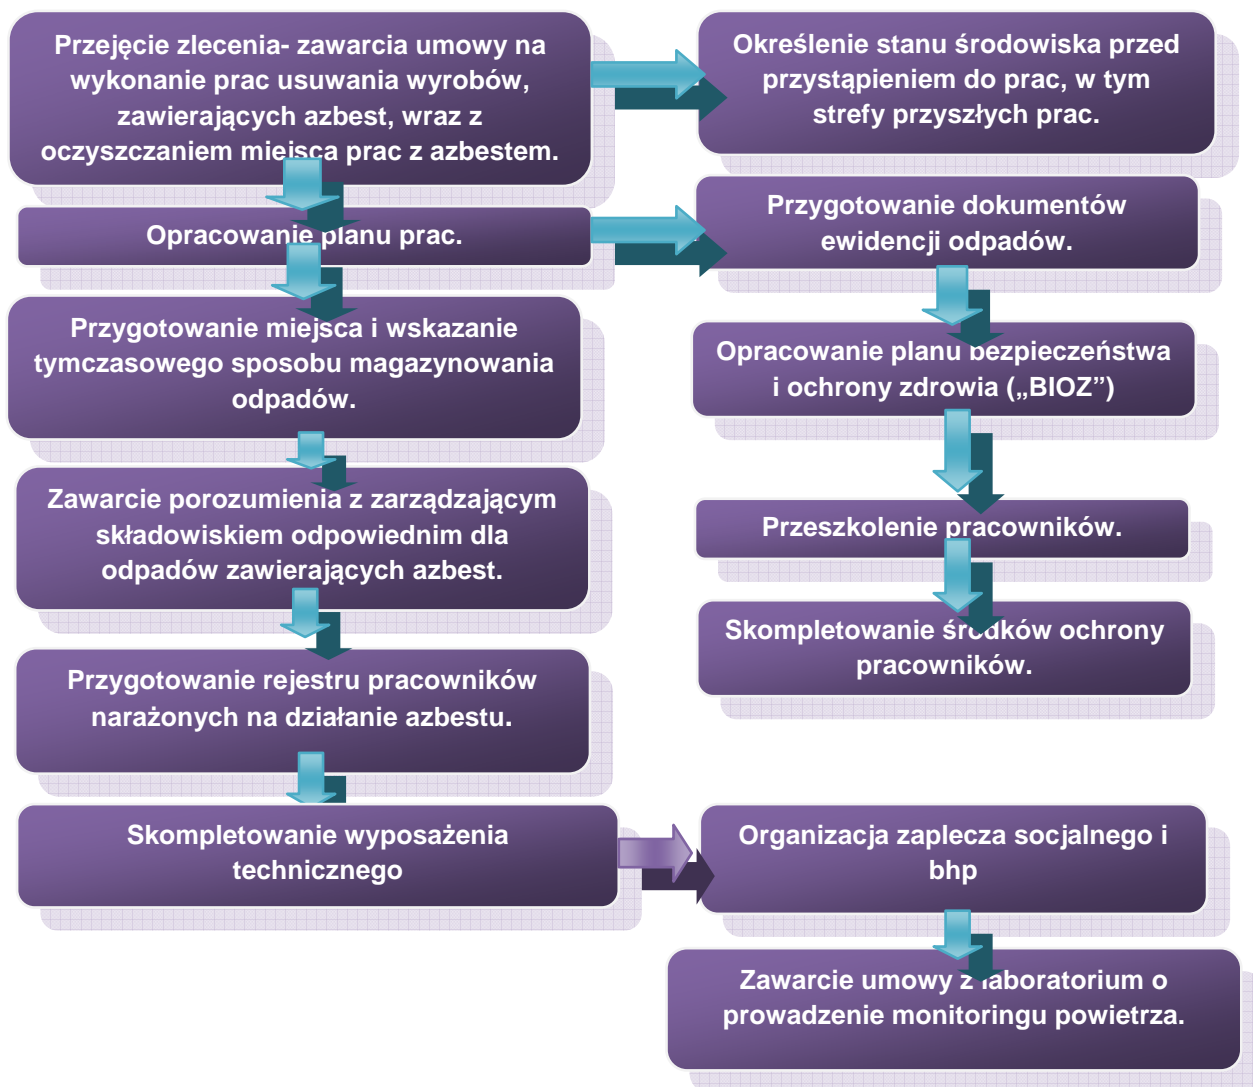 Przejęcie zlecenia- zawarcia umowy na
wykonanie prac usuwania wyrobów,
zawierających azbest, wraz z
oczyszczaniem miejsca prac z azbestem.
Określenie stanu środowiska przed
przystąpieniem do prac, w tym
strefy przyszłych prac.
Opracowanie planu prac.
Przygotowanie dokumentów
ewidencji odpadów.
Przygotowanie miejsca i wskazanie
tymczasowego sposobu magazynowania
odpadów.
Opracowanie planu bezpieczeństwa
i ochrony zdrowia („BIOZ”)
Zawarcie porozumienia z zarządzającym
składowiskiem odpowiednim dla
odpadów zawierających azbest.
Przeszkolenie pracowników.
Skompletowanie środków ochrony
pracowników.
Przygotowanie rejestru pracowników
narażonych na działanie azbestu.
Skompletowanie wyposażenia
technicznego
Organizacja zaplecza socjalnego i
bhp
Zawarcie umowy z laboratorium o
prowadzenie monitoringu powietrza.